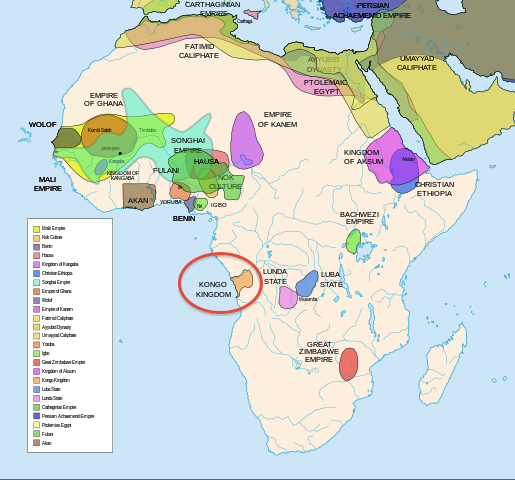 CARTHAGINIAN
EMPIRE
PERSIAN
ACHAEMENID EMPIRE
Carthage
FATIMID
CALIPHATE
AYYUBID
DYNASTY
UMAYYAD
CALIPHATE
PTOLEMAIC
EGYPT
EMPIRE
OF GHANA
WOLOF
Kumbi Saleh
Timbuktu
EMPIRE
OF KANEM
SONGHAI
EMPIRE
Kangaba
HAUSA
KINGDOM
OF AKSUM
Aksum
MALI
EMPIRE
KINGDOM OF
KANGABA
FULANI
NOK
CULTURE
CHRISTIAN
ETHIOPIA
AKAN
YORUBA
Ife
Nri
IGBO
BENIN
BACHWEZI
EMPIRE
KONGO
KINGDOM
LUNDA
STATE
LUBA
STATE
Musumba
GREAT
ZIMBABWE
EMPIRE
Mali Empire
Nok Culture
Benin
Hausa
Kingdom of Kangaba
Christian Ethiopia
Songhai Empire
Empire of Ghana
Wolof
Empire of Kanem
Fatimid Caliphate
Ayyubid Dynasty
Umayyad Caliphate
Yoruba
Igbo
Great Zimbabwe Empire
Kingdom of Aksum
Kongo Kingdom
Luba State
Lunda State
Carthaginian Empire
Persian Achaemenid Empire
Ptolemaic Egypt
Fulani
Akan